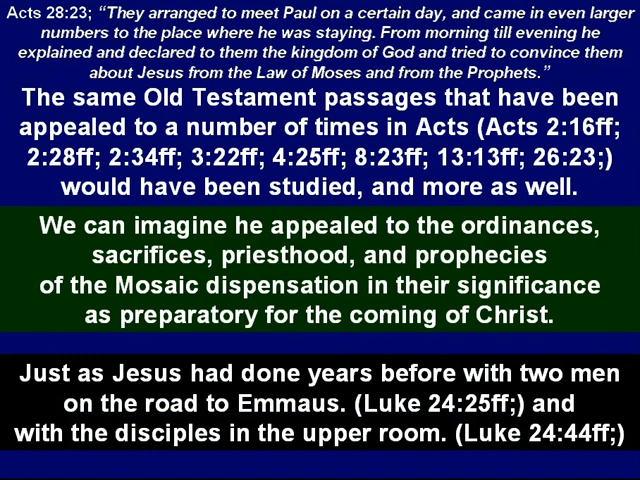 Acts 28:23; “They arranged to meet Paul on a certain day, and came in even larger
numbers to the place where he was staying. From morning till evening he
explained and declared to them the kingdom of God and tried to convince them
about Jesus from the Law of Moses and from the Prophets.”
The same Old Testament passages that have been
appealed to a number of times in Acts (Acts 2:16ff;
2:28ff; 2:34ff; 3:22ff; 4:25ff; 8:23ff; 13:13ff; 26:23;)
would have been studied, and more as well.
We can imagine he appealed to the ordinances,
sacrifices, priesthood, and prophecies
of the Mosaic dispensation in their significance
as preparatory for the coming of Christ.
Just as Jesus had done years before with two men
on the road to Emmaus. (Luke 24:25ff;) and
with the disciples in the upper room. (Luke 24:44ff;)